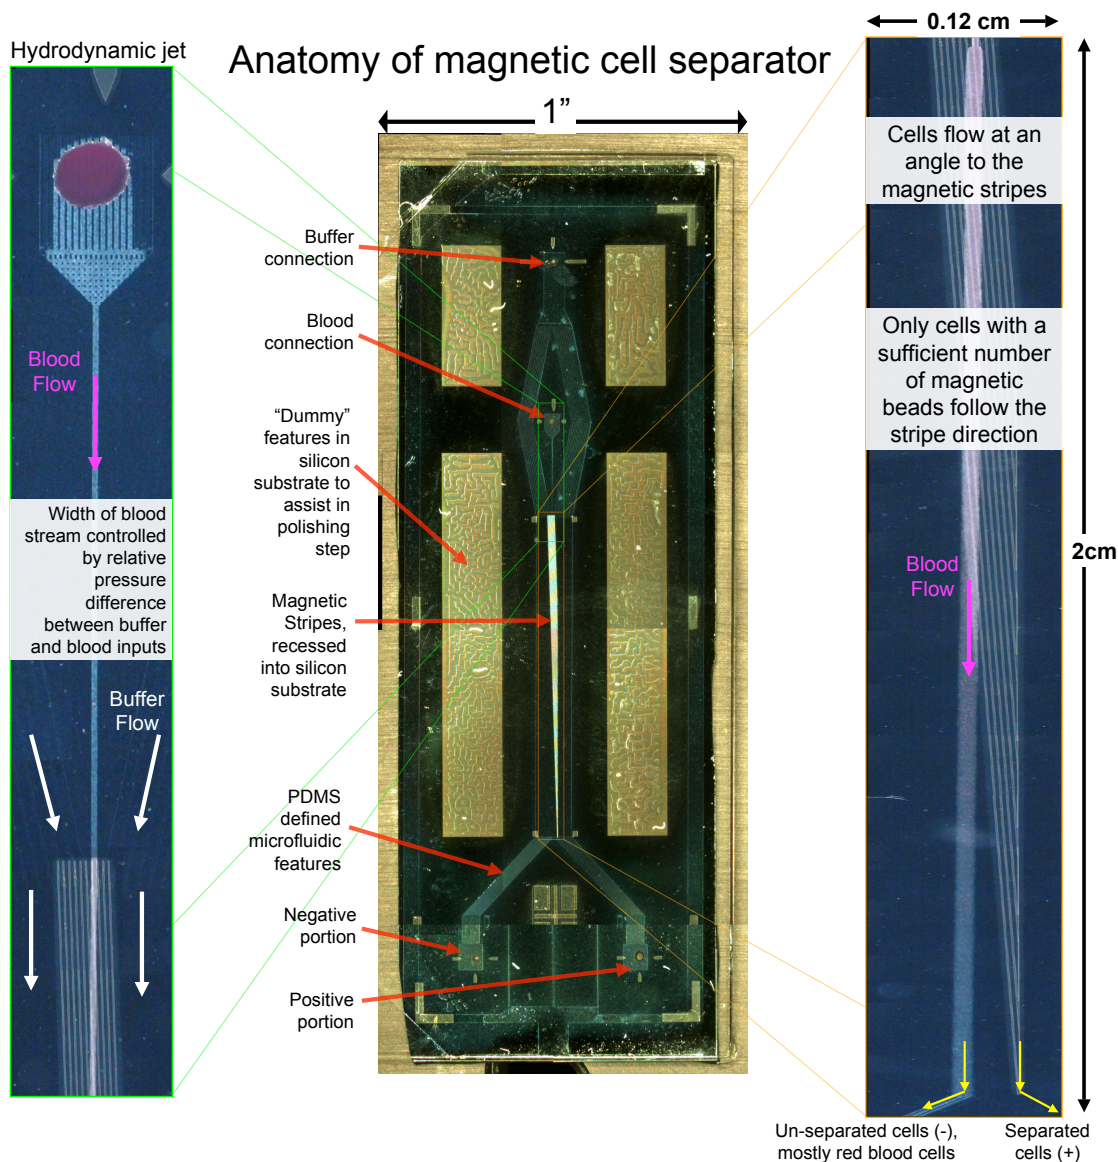 Anatomy of magnetic cell separator
Hydrodynamic jet
Blood
Flow
Width of blood
stream controlled
by relative
pressure
difference
between buffer
and blood inputs
Buffer
Flow
1”
Buffer
connection
Blood
connection
“Dummy”
features in
silicon
substrate to
assist in
polishing
step
Magnetic
Stripes,
recessed
into silicon
substrate
PDMS
defined
microfluidic
features
Negative
portion
Positive
portion
0.12 cm
Cells flow at an
angle to the
magnetic stripes
Only cells with a
sufficient number
of magnetic
beads follow the
stripe direction
2cm
Blood
Flow
Un-separated cells (-),
mostly red blood cells
Separated
cells (+)